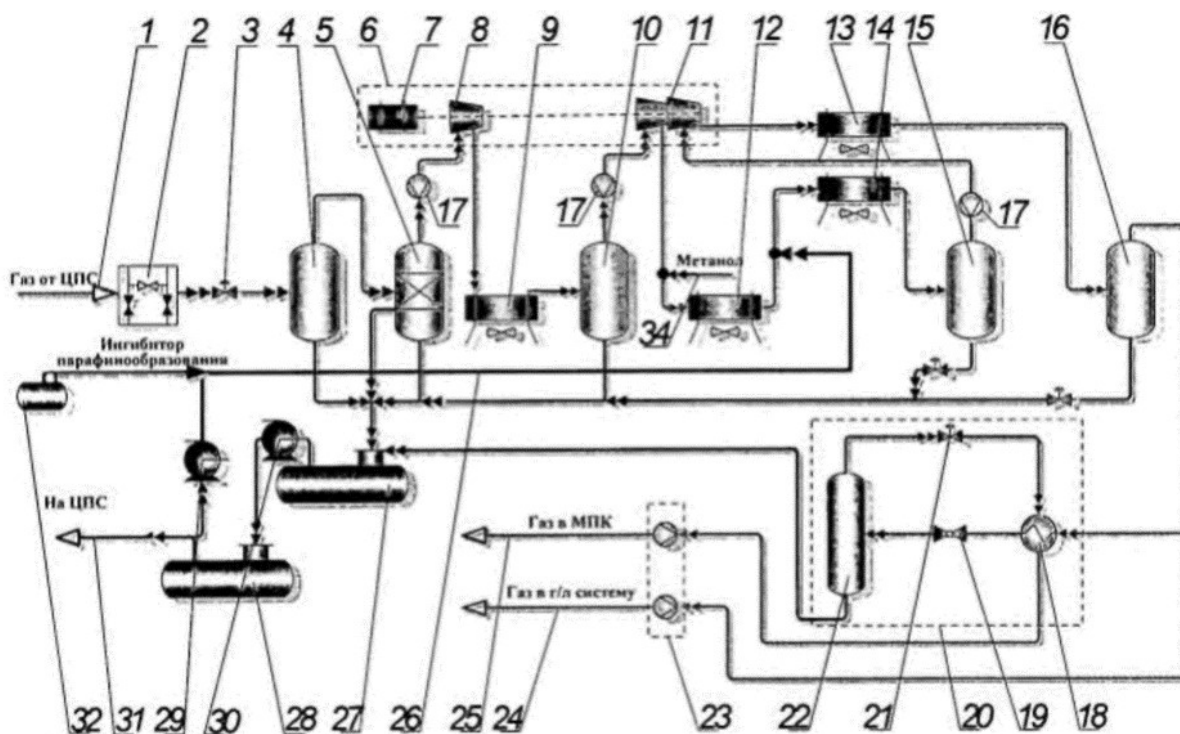 1 2 3 4 5 6 7 8 9 10 11 12 13 14 15 16
17 17 17
Газ от ЦПС
Метанол
34
Ингибитор
парафинообразования
На ЦПС
Газ в МПК
Газ в г/л систему
32 31 29 30 28 27 26 25 24 23 22 21 20 19 18